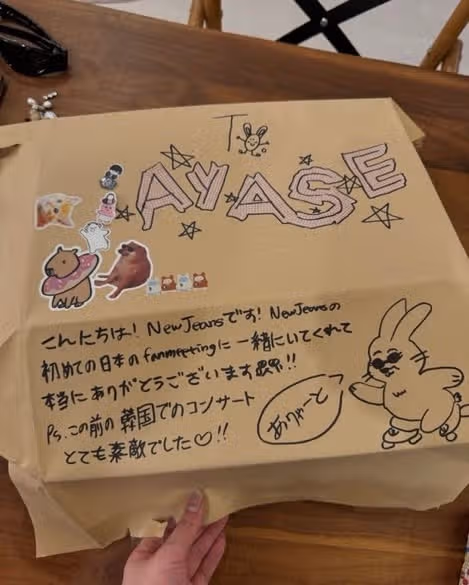 To
AYASE
こんにちは! NewJeansです! NewJeansの
初めての日本のfanmeetingに一緒にいてくれて
本当にありがとうございます!!
Ps. この前の韓国でのコンサート
とても素敵でした♡!!
ありゃーと